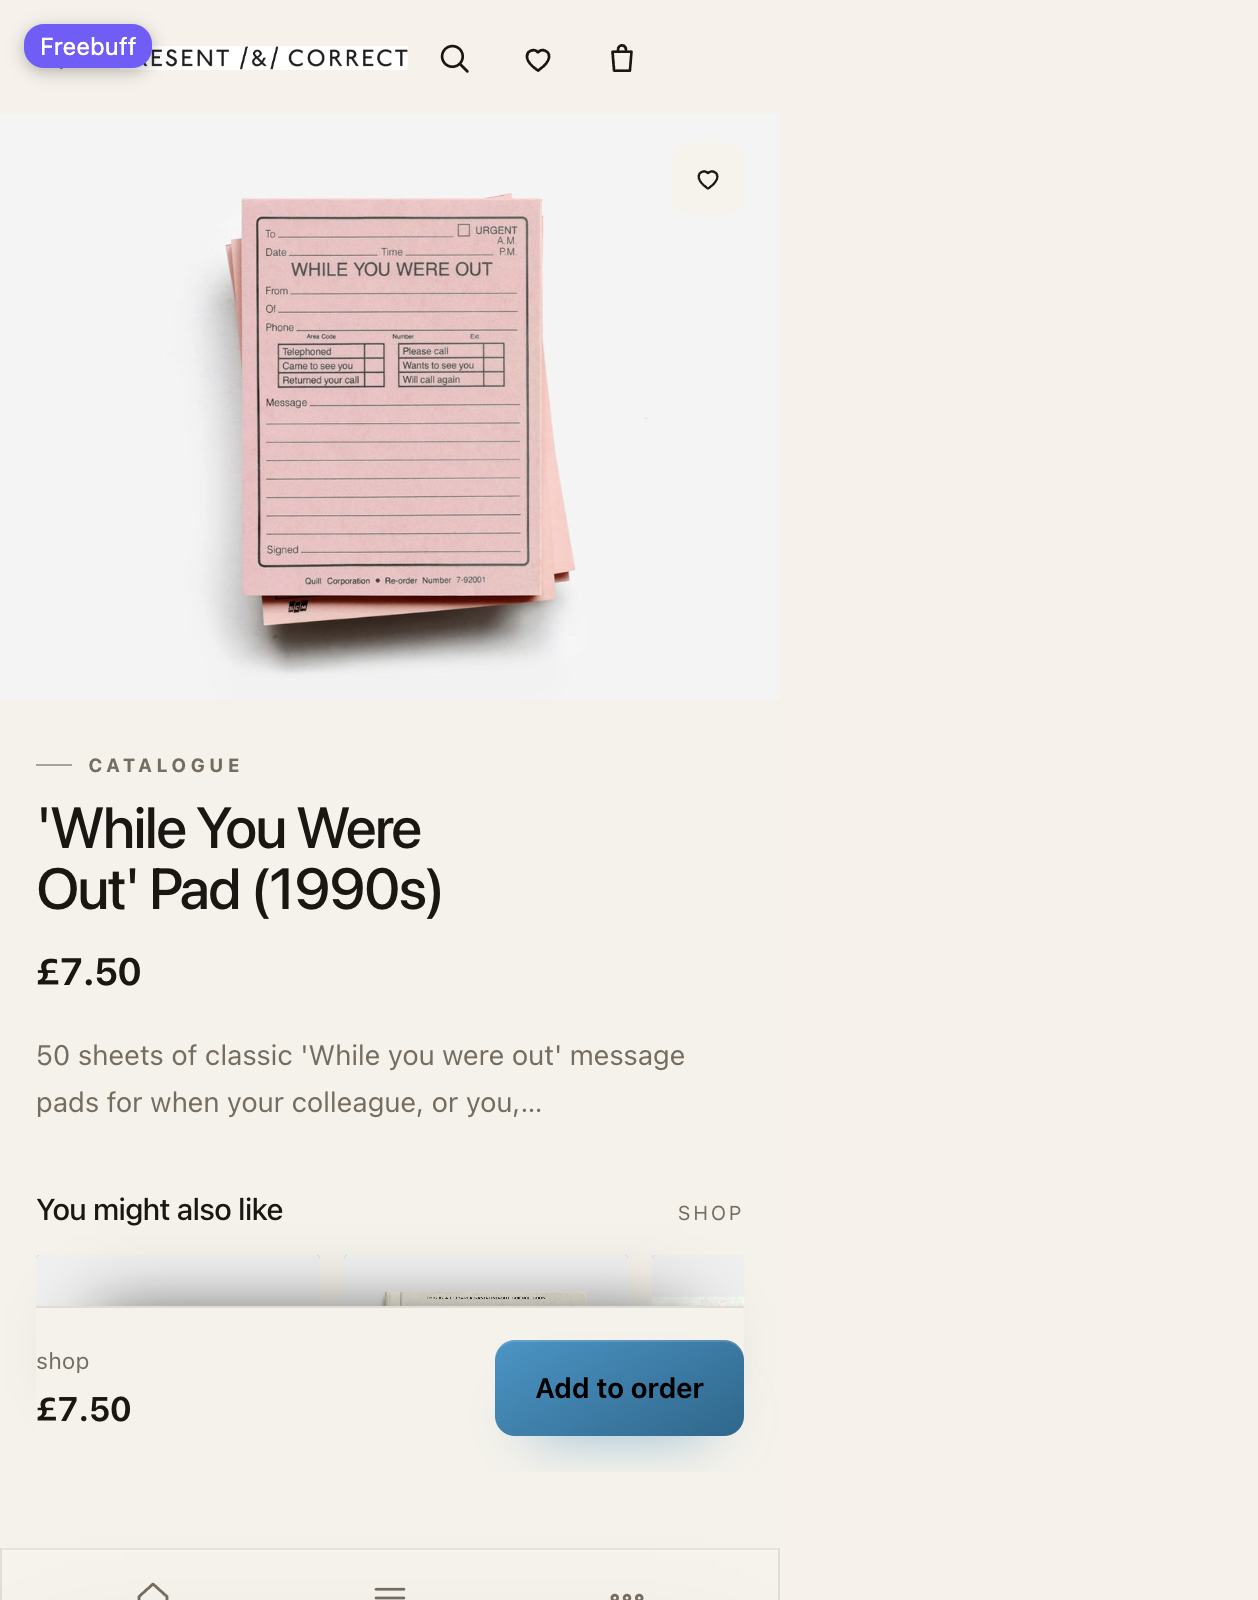 Freebuff
ESENT /&/ CORRECT
To
URGENT
A.M.
Date Time P.M.
WHILE YOU WERE OUT
From
Of
Phone
Area Code Number Ext
Telephoned Please call
Came to see you Wants to see you
Returned your call Will call again
Message
Signed
Quill Corporation • Re-order Number 7-92001
SCM
CATALOGUE
'While You Were
Out' Pad (1990s)
£7.50
50 sheets of classic 'While you were out' message
pads for when your colleague, or you,...
You might also like
SHOP
shop
£7.50
Add to order